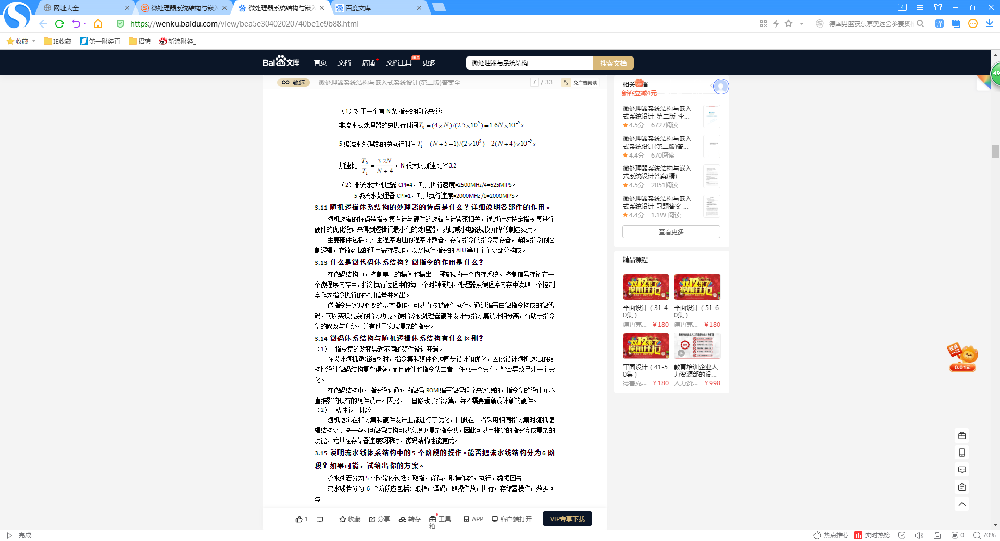 网址大全
微处理器系统结构与嵌入
微处理器系统结构与嵌入
百度文库
4
https://wenku.baidu.com/view/bea5e30402020740be1e9b88.html
德国男篮获东京奥运会参赛资
译
收藏
IE收藏
第一财经直
招聘
新浪财经_
Bai du 文库
首页
文档
店铺
文档工具
限免
更多
微处理器与系统结构
搜索文档
49
甄选
微处理器系统结构与嵌入式系统设计(第二版)答案全
7 / 33
免广告阅读
(1) 对于一个有 N 条指令的程序来说:
非流水式处理器的总执行时间 T₀ = (4×N)/(2.5×10⁹) = 1.6N×10⁻⁹ s
5 级流水处理器的总执行时间 T₁ = (N+5−1)/(2×10⁹) = 2(N+4)×10⁻⁹ s
加速比= T₀/T₁ = 3.2N/(N+4) ，N 很大时加速比≈3.2
(2) 非流水式处理器 CPI=4，则其执行速度=2500MHz/4=625MIPS。
5 级流水处理器 CPI=1，则其执行速度=2000MHz /1=2000MIPS。
3.11 随机逻辑体系结构的处理器的特点是什么？详细说明各部件的作用。
随机逻辑的特点是指令集设计与硬件的逻辑设计紧密相关，通过针对特定指令集进行
硬件的优化设计来得到逻辑门最小化的处理器，以此减小电路规模并降低制造费用。
主要部件包括：产生程序地址的程序计数器，存储指令的指令寄存器，解释指令的控
制逻辑，存放数据的通用寄存器堆，以及执行指令的 ALU 等几个主要部分构成。
3.13 什么是微代码体系结构？微指令的作用是什么？
在微码结构中，控制单元的输入和输出之间被视为一个内存系统。控制信号存放在一
个微程序内存中，指令执行过程中的每一个时钟周期，处理器从微程序内存中读取一个控制
字作为指令执行的控制信号并输出。
微指令只实现必要的基本操作，可以直接被硬件执行。通过编写由微指令构成的微代
码，可以实现复杂的指令功能。微指令使处理器硬件设计与指令集设计相分离，有助于指令
集的修改与升级，并有助于实现复杂的指令。
3.14 微码体系结构与随机逻辑体系结构有什么区别？
(1) 指令集的改变导致不同的硬件设计开销。
在设计随机逻辑结构时，指令集和硬件必须同步设计和优化，因此设计随机逻辑的结
构比设计微码结构复杂得多，而且硬件和指令集二者中任意一个变化，就会导致另外一个变
化。
在微码结构中，指令设计通过为微码 ROM 编写微码程序来实现的，指令集的设计并不
直接影响现有的硬件设计。因此，一旦修改了指令集，并不需要重新设计新的硬件。
(2) 从性能上比较
随机逻辑在指令集和硬件设计上都进行了优化，因此在二者采用相同指令集时随机逻
辑结构要更快一些。但微码结构可以实现更复杂指令集，因此可以用较少的指令完成复杂的
功能，尤其在存储器速度受限时，微码结构性能更优。
3.15 说明流水线体系结构中的 5 个阶段的操作。能否把流水线结构分为 6 阶
段？如果可能，试给出你的方案。
流水线若分为 5 个阶段应包括：取指，译码，取操作数，执行，数据回写
流水线若分为 6 个阶段应包括：取指，译码，取操作数，执行，存储器操作，数据回
写
1
收藏
分享
转存
工具箱
APP
客户端打开
VIP专享下载
新客立减4元
微处理器系统结构与嵌入
式系统设计 第二版 李...
4.5分 6727阅读
微处理器系统结构与嵌入
式系统设计(第二版)答...
4.4分 670阅读
微处理器系统结构与嵌入
式系统设计答案(精)
4.5分 2051阅读
微处理器系统结构与嵌入
式系统设计 习题答案 ...
4.4分 1.1W 阅读
查看更多
精品课程
双12来了
提前狂抢
双12来了
提前狂抢
平面设计（31-4
0集）
德鲁克... ￥180
平面设计（51-6
0集）
德鲁克... ￥180
双12来了
提前狂抢
平面设计（41-5
0集）
德鲁克... ￥180
教育培训企业人
力资源部的设...
人力资... ￥998
仅此一次
0.01元
完成
热点推荐
实时热榜
0
70%